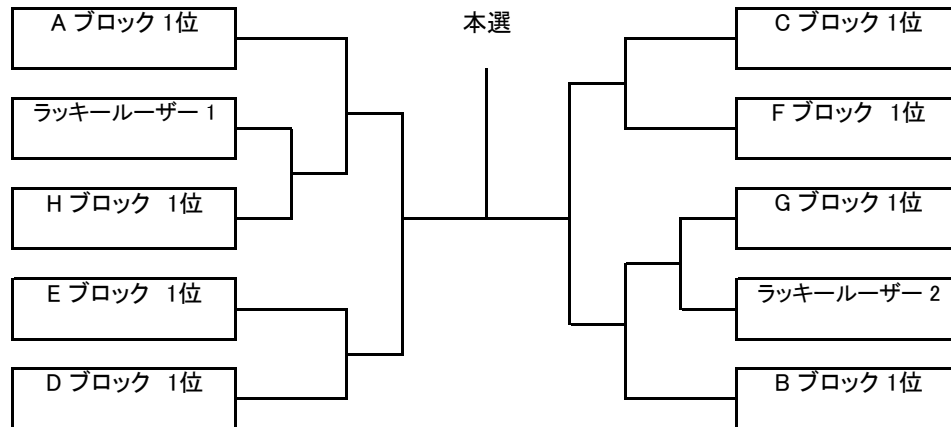 本選
A ブロック 1位
ラッキールーザー 1
H ブロック 1位
E ブロック 1位
D ブロック 1位
C ブロック 1位
F ブロック 1位
G ブロック 1位
ラッキールーザー 2
B ブロック 1位